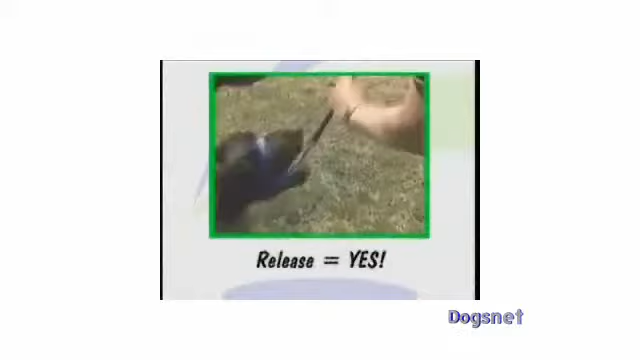 Release = YES!
Dogsnet